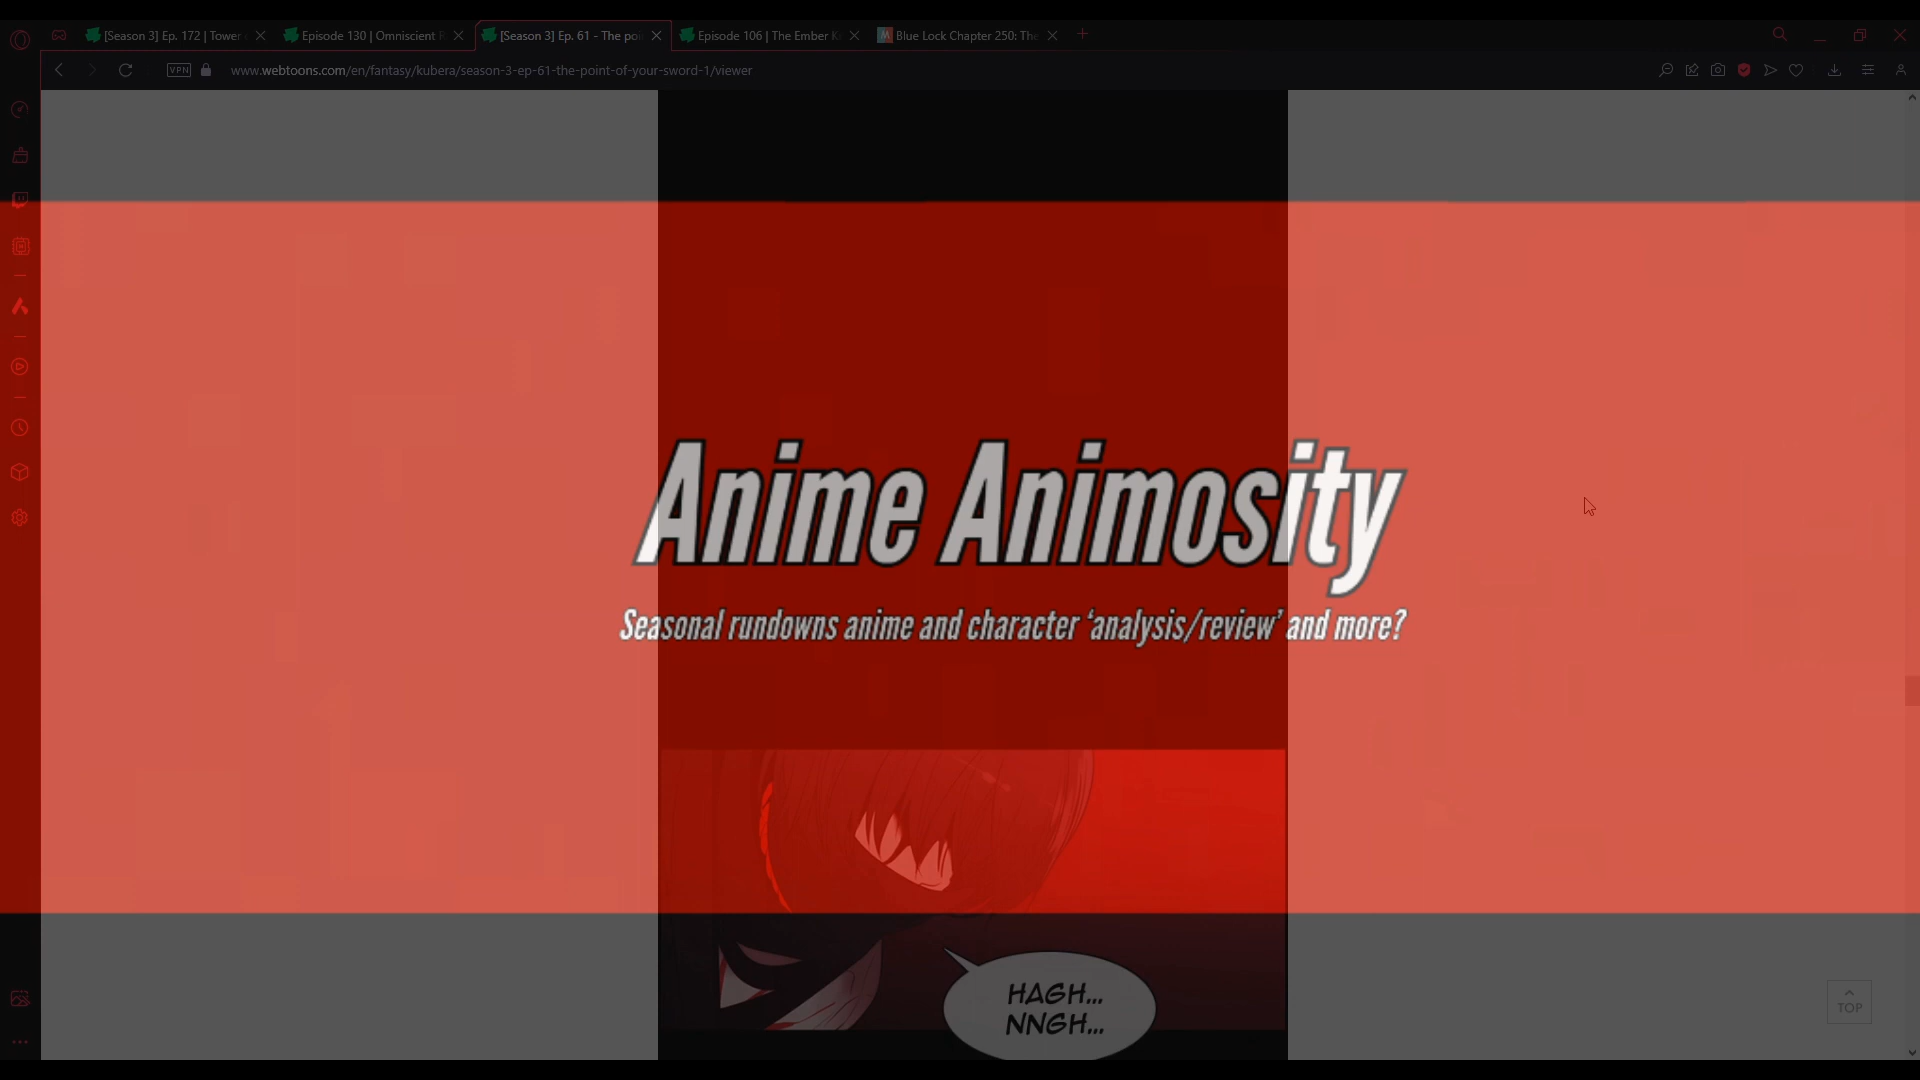 [Season 3] Ep. 172 | Tower
Episode 130 | Omniscient R
[Season 3] Ep. 61 - The poi
Episode 106 | The Ember K
Blue Lock Chapter 250: The
VPN
www.webtoons.com/en/fantasy/kubera/season-3-ep-61-the-point-of-your-sword-1/viewer
Anime Animosity
Seasonal rundowns anime and character ‘analysis/review’ and more?
HAGH...
NNGH...
TOP